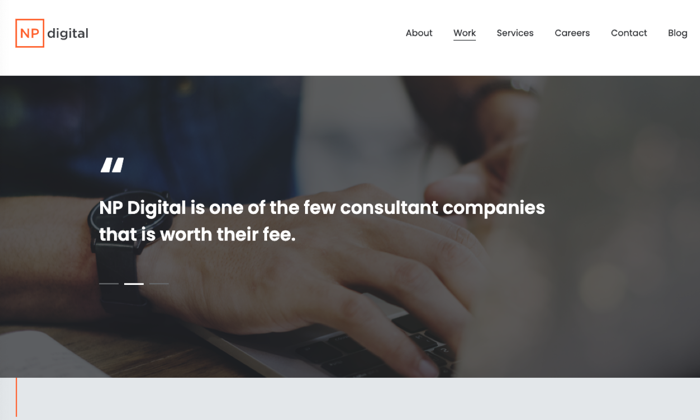 NP digital
About Work Services Careers Contact Blog
“
NP Digital is one of the few consultant companies
that is worth their fee.